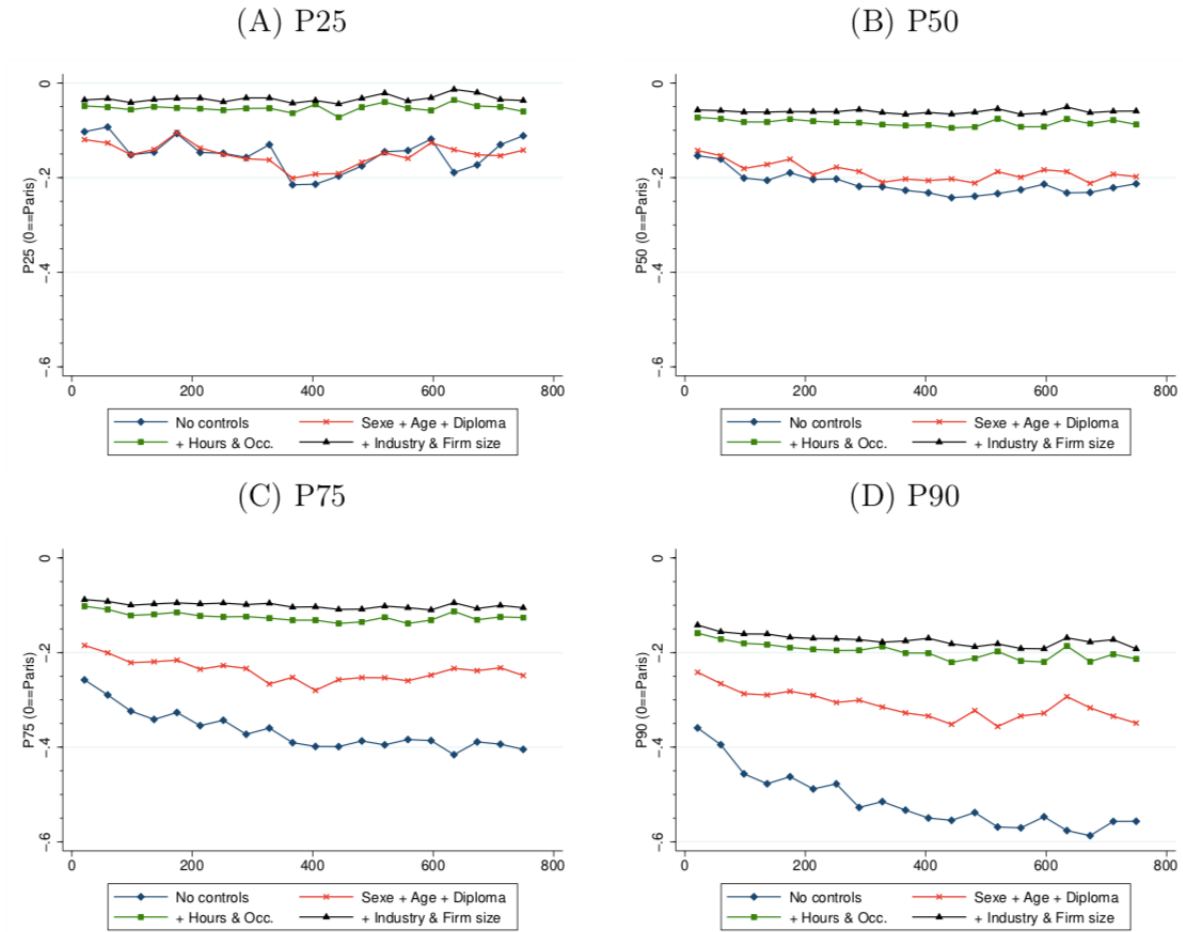 (A) P25
P25 (0==Paris)
0
-.2
-.4
-.6
0 200 400 600 800
No controls
Sexe + Age + Diploma
+ Hours & Occ.
+ Industry & Firm size
(B) P50
P50 (0==Paris)
0
-.2
-.4
-.6
0 200 400 600 800
No controls
Sexe + Age + Diploma
+ Hours & Occ.
+ Industry & Firm size
(C) P75
P75 (0==Paris)
0
-.2
-.4
-.6
0 200 400 600 800
No controls
Sexe + Age + Diploma
+ Hours & Occ.
+ Industry & Firm size
(D) P90
P90 (0==Paris)
0
-.2
-.4
-.6
0 200 400 600 800
No controls
Sexe + Age + Diploma
+ Hours & Occ.
+ Industry & Firm size